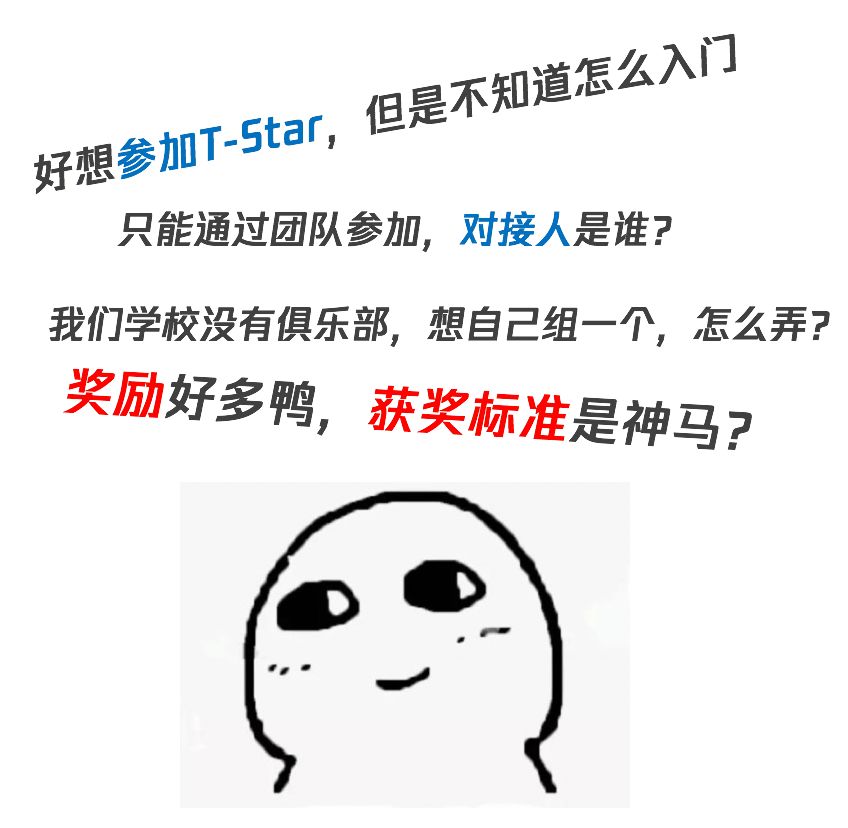 好想参加T-Star，但是不知道怎么入门
只能通过团队参加，对接人是谁？
我们学校没有俱乐部，想自己组一个，怎么弄？
奖励好多鸭，获奖标准是神马？